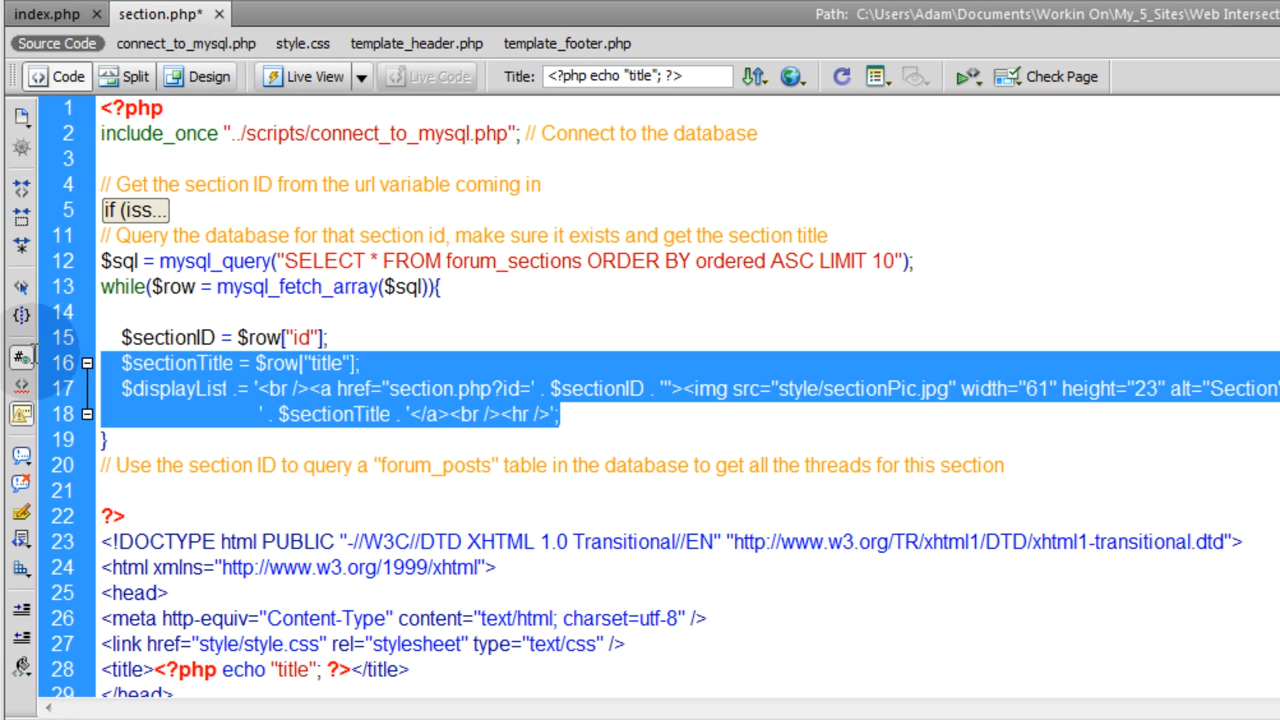 index.php × section.php* × Path: C:\Users\Adam\Documents\Workin On\My_5_Sites\Web Intersect
Source Code connect_to_mysql.php style.css template_header.php template_footer.php
Code Split Design Live View Live Code Title: <?php echo "title"; ?> Check Page
1 <?php
2 include_once "../scripts/connect_to_mysql.php"; // Connect to the database
3
4 // Get the section ID from the url variable coming in
5 if (iss...
11 // Query the database for that section id, make sure it exists and get the section title
12 $sql = mysql_query("SELECT * FROM forum_sections ORDER BY ordered ASC LIMIT 10");
13 while($row = mysql_fetch_array($sql)){
14
15 $sectionID = $row["id"];
16 $sectionTitle = $row["title"];
17 $displayList .= '<br /><a href="section.php?id=' . $sectionID . '"><img src="style/sectionPic.jpg" width="61" height="23" alt="Section"
18 ' . $sectionTitle . '</a><br /><hr />';
19 }
20 // Use the section ID to query a "forum_posts" table in the database to get all the threads for this section
21
22 ?>
23 <!DOCTYPE html PUBLIC "-//W3C//DTD XHTML 1.0 Transitional//EN" "http://www.w3.org/TR/xhtml1/DTD/xhtml1-transitional.dtd">
24 <html xmlns="http://www.w3.org/1999/xhtml">
25 <head>
26 <meta http-equiv="Content-Type" content="text/html; charset=utf-8" />
27 <link href="style/style.css" rel="stylesheet" type="text/css" />
28 <title><?php echo "title"; ?></title>
29 </head>